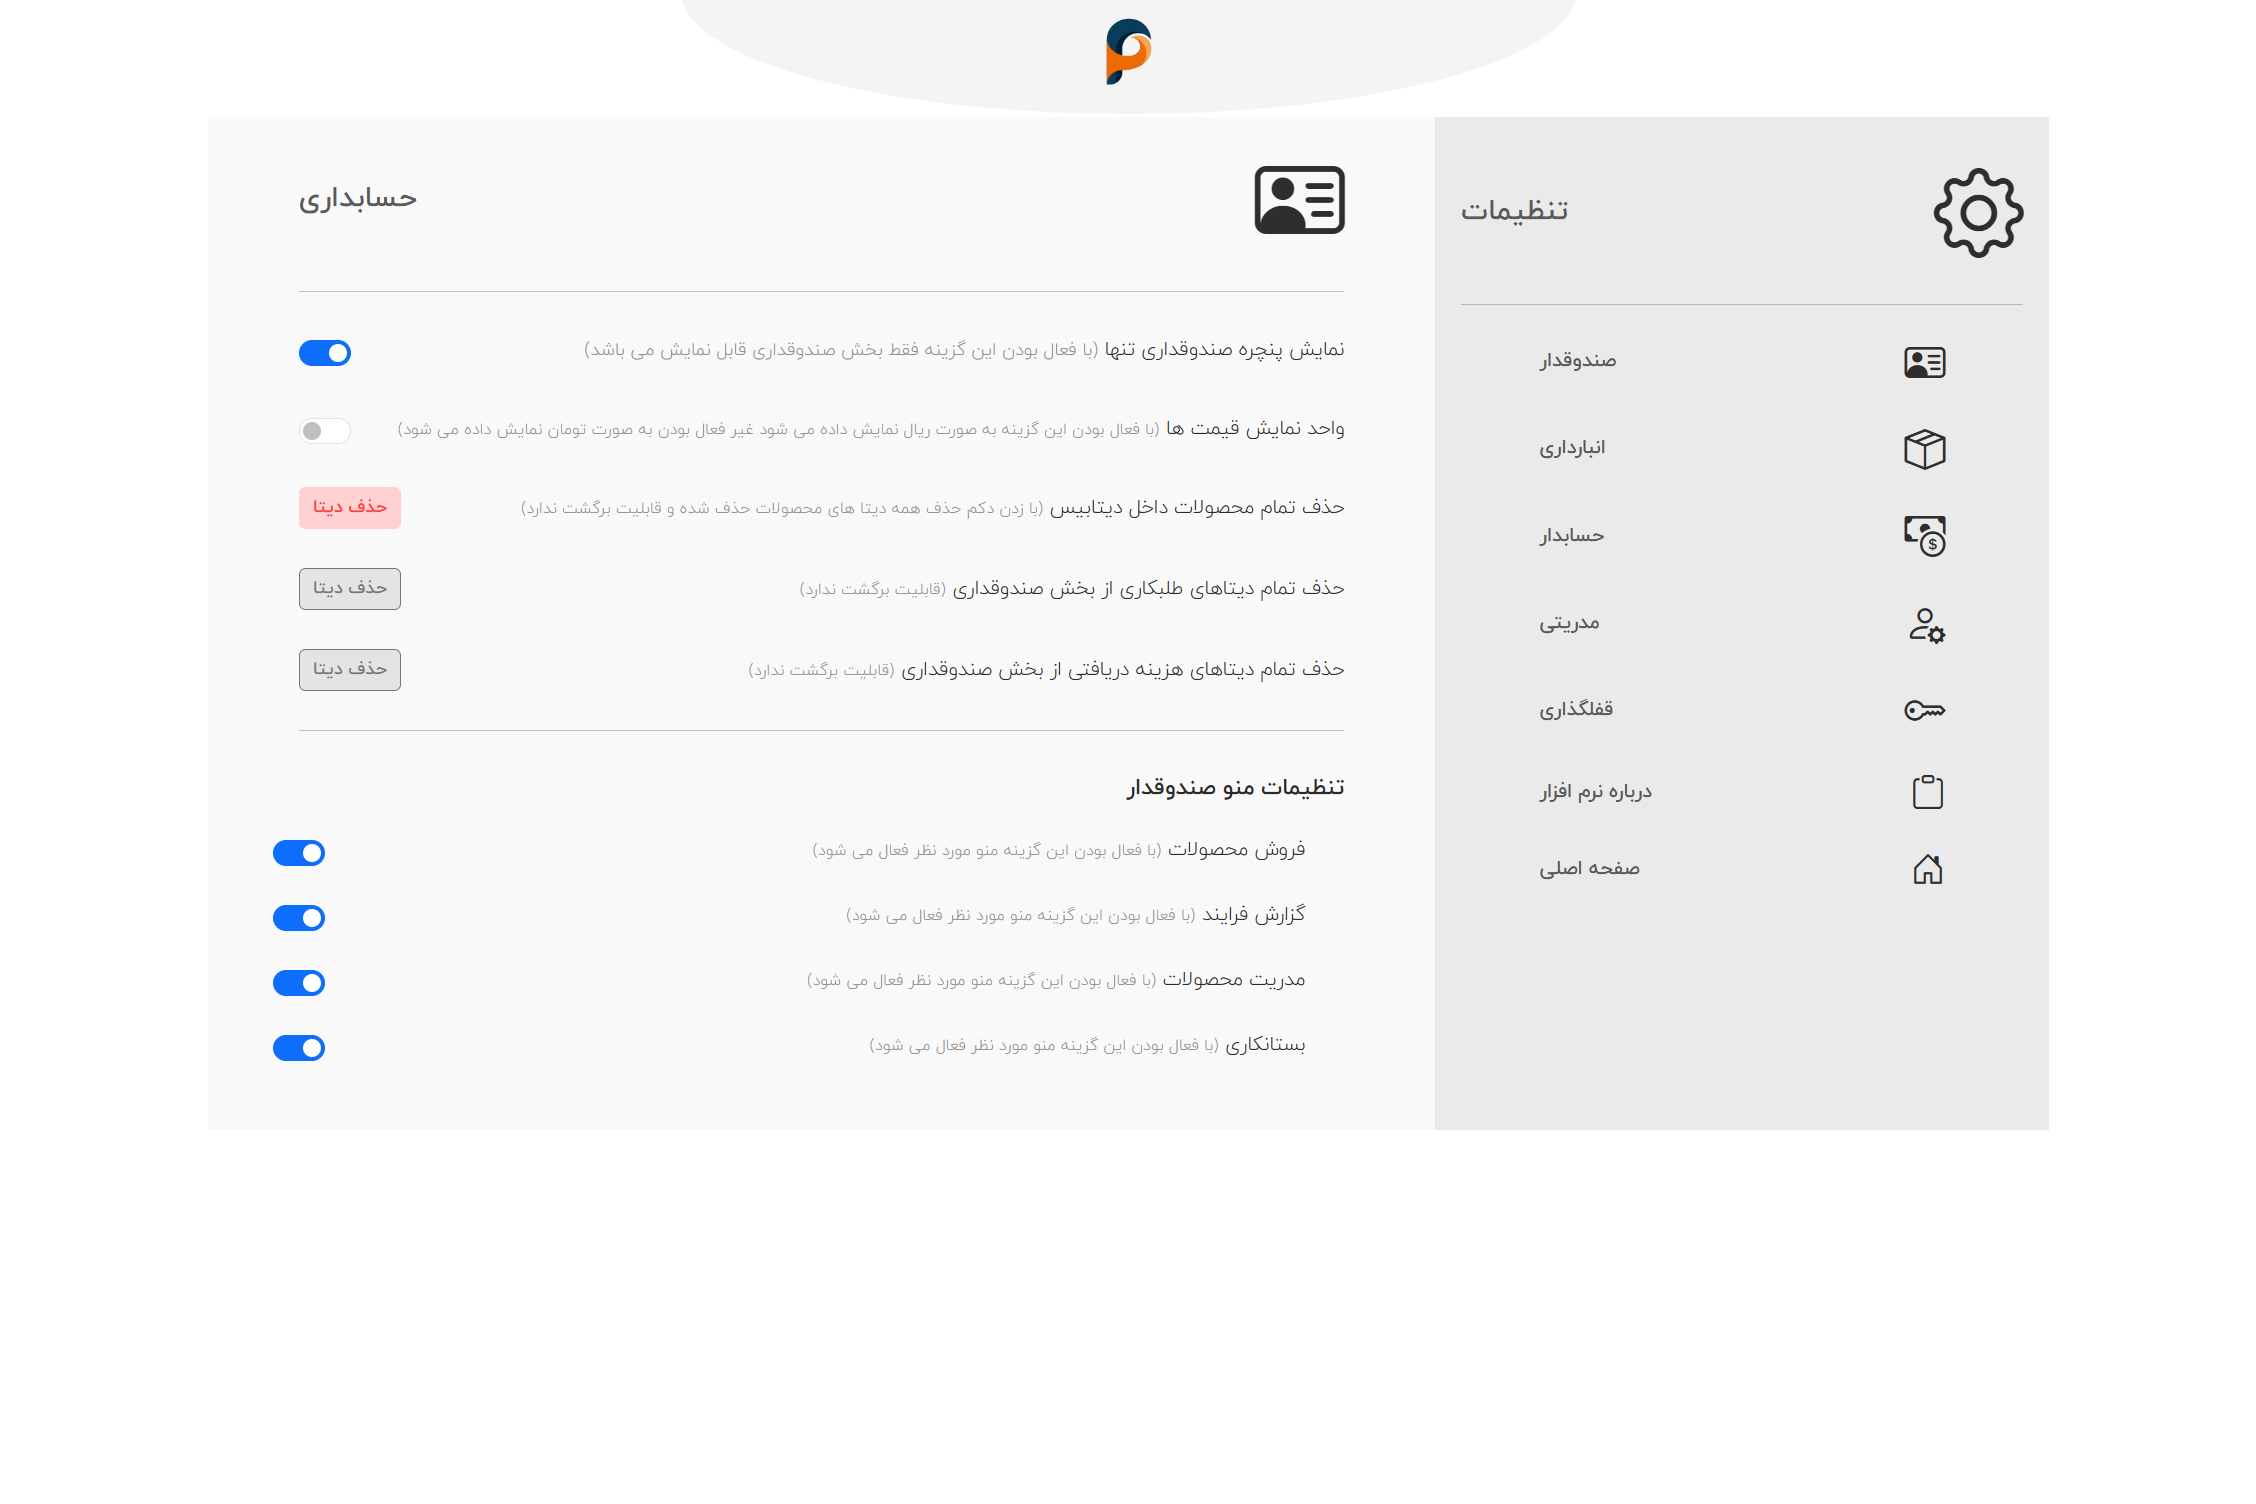 تنظیمات
صندوقدار
انبارداری
حسابدار
مدریتی
قفلگذاری
درباره نرم افزار
صفحه اصلی
حسابداری
نمایش پنچره صندوقداری تنها (با فعال بودن این گزینه فقط بخش صندوقداری قابل نمایش می باشد)
واحد نمایش قیمت ها (با فعال بودن این گزینه به صورت ریال نمایش داده می شود غیر فعال بودن به صورت تومان نمایش داده می شود)
حذف تمام محصولات داخل دیتابیس (با زدن دکم حذف همه دیتا های محصولات حذف شده و قابلیت برگشت ندارد) حذف دیتا
حذف تمام دیتاهای طلبکاری از بخش صندوقداری (قابلیت برگشت ندارد) حذف دیتا
حذف تمام دیتاهای هزینه دریافتی از بخش صندوقداری (قابلیت برگشت ندارد) حذف دیتا
تنظیمات منو صندوقدار
فروش محصولات (با فعال بودن این گزینه منو مورد نظر فعال می شود)
گزارش فرایند (با فعال بودن این گزینه منو مورد نظر فعال می شود)
مدریت محصولات (با فعال بودن این گزینه منو مورد نظر فعال می شود)
بستانکاری (با فعال بودن این گزینه منو مورد نظر فعال می شود)